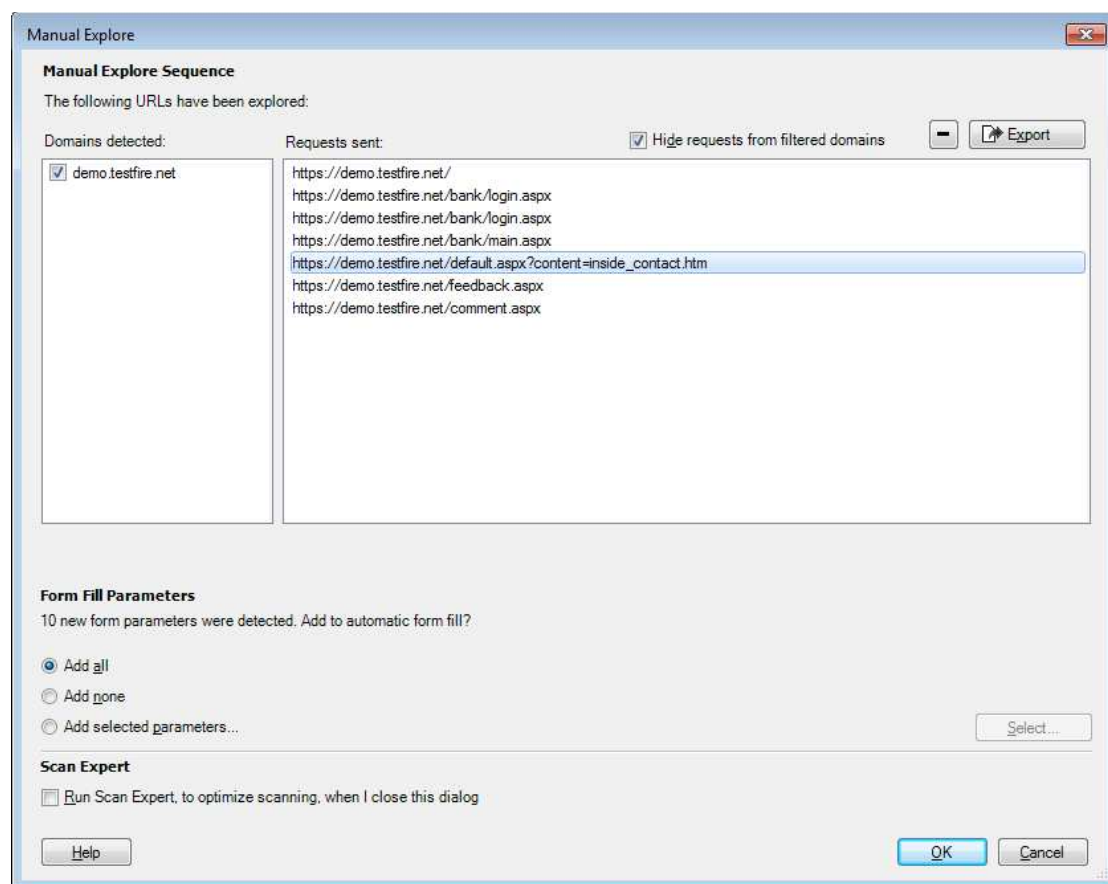 Manual Explore
Manual Explore Sequence
The following URLs have been explored:
Domains detected:
Requests sent:
Hide requests from filtered domains
Export
demo.testfire.net
https://demo.testfire.net/
https://demo.testfire.net/bank/login.aspx
https://demo.testfire.net/bank/login.aspx
https://demo.testfire.net/bank/main.aspx
https://demo.testfire.net/default.aspx?content=inside_contact.htm
https://demo.testfire.net/feedback.aspx
https://demo.testfire.net/comment.aspx
Form Fill Parameters
10 new form parameters were detected. Add to automatic form fill?
Add all
Add none
Add selected parameters...
Select...
Scan Expert
Run Scan Expert, to optimize scanning, when I close this dialog
Help
OK
Cancel